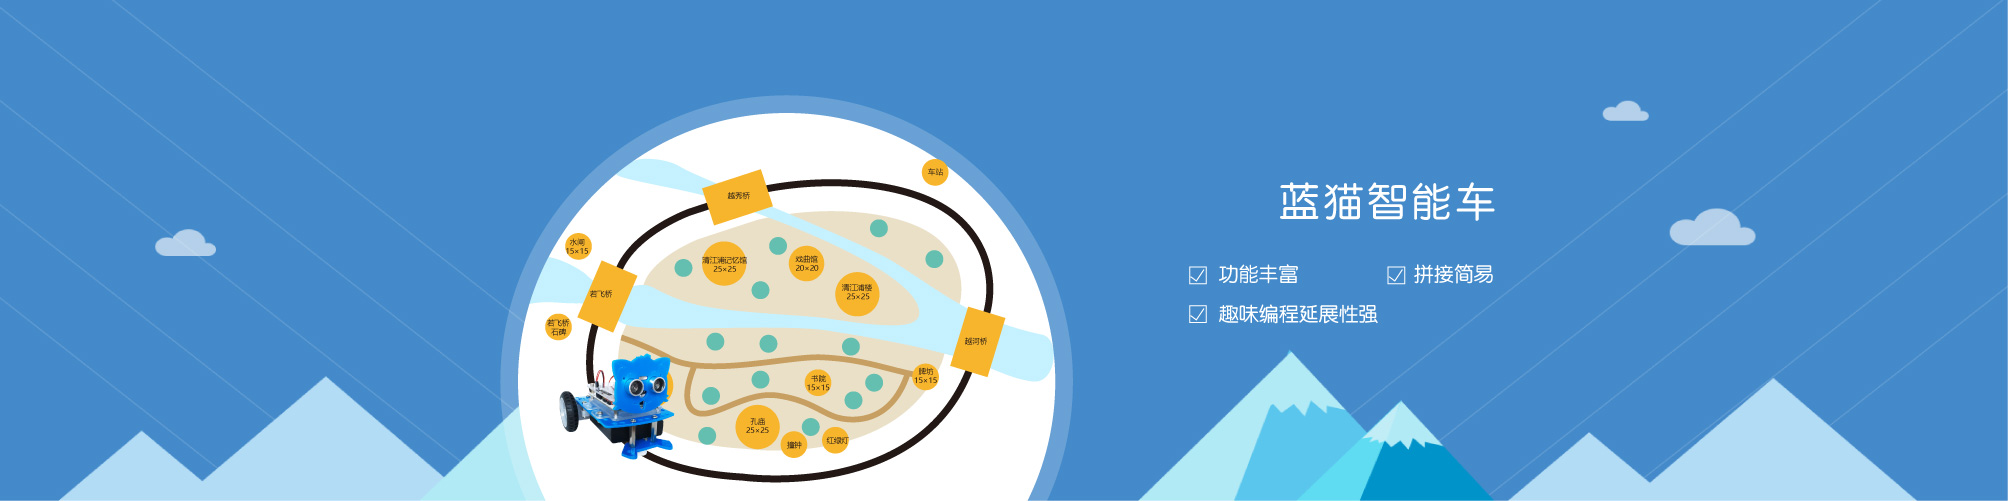 车站
越秀桥
水闸
15×15
清江浦记忆馆
25×25
戏曲馆
20×20
清江浦楼
25×25
若飞桥
若飞桥
石碑
越河桥
牌坊
15×15
书院
15×15
孔庙
25×25
撞钟
红绿灯
蓝猫智能车
功能丰富
拼接简易
趣味编程延展性强